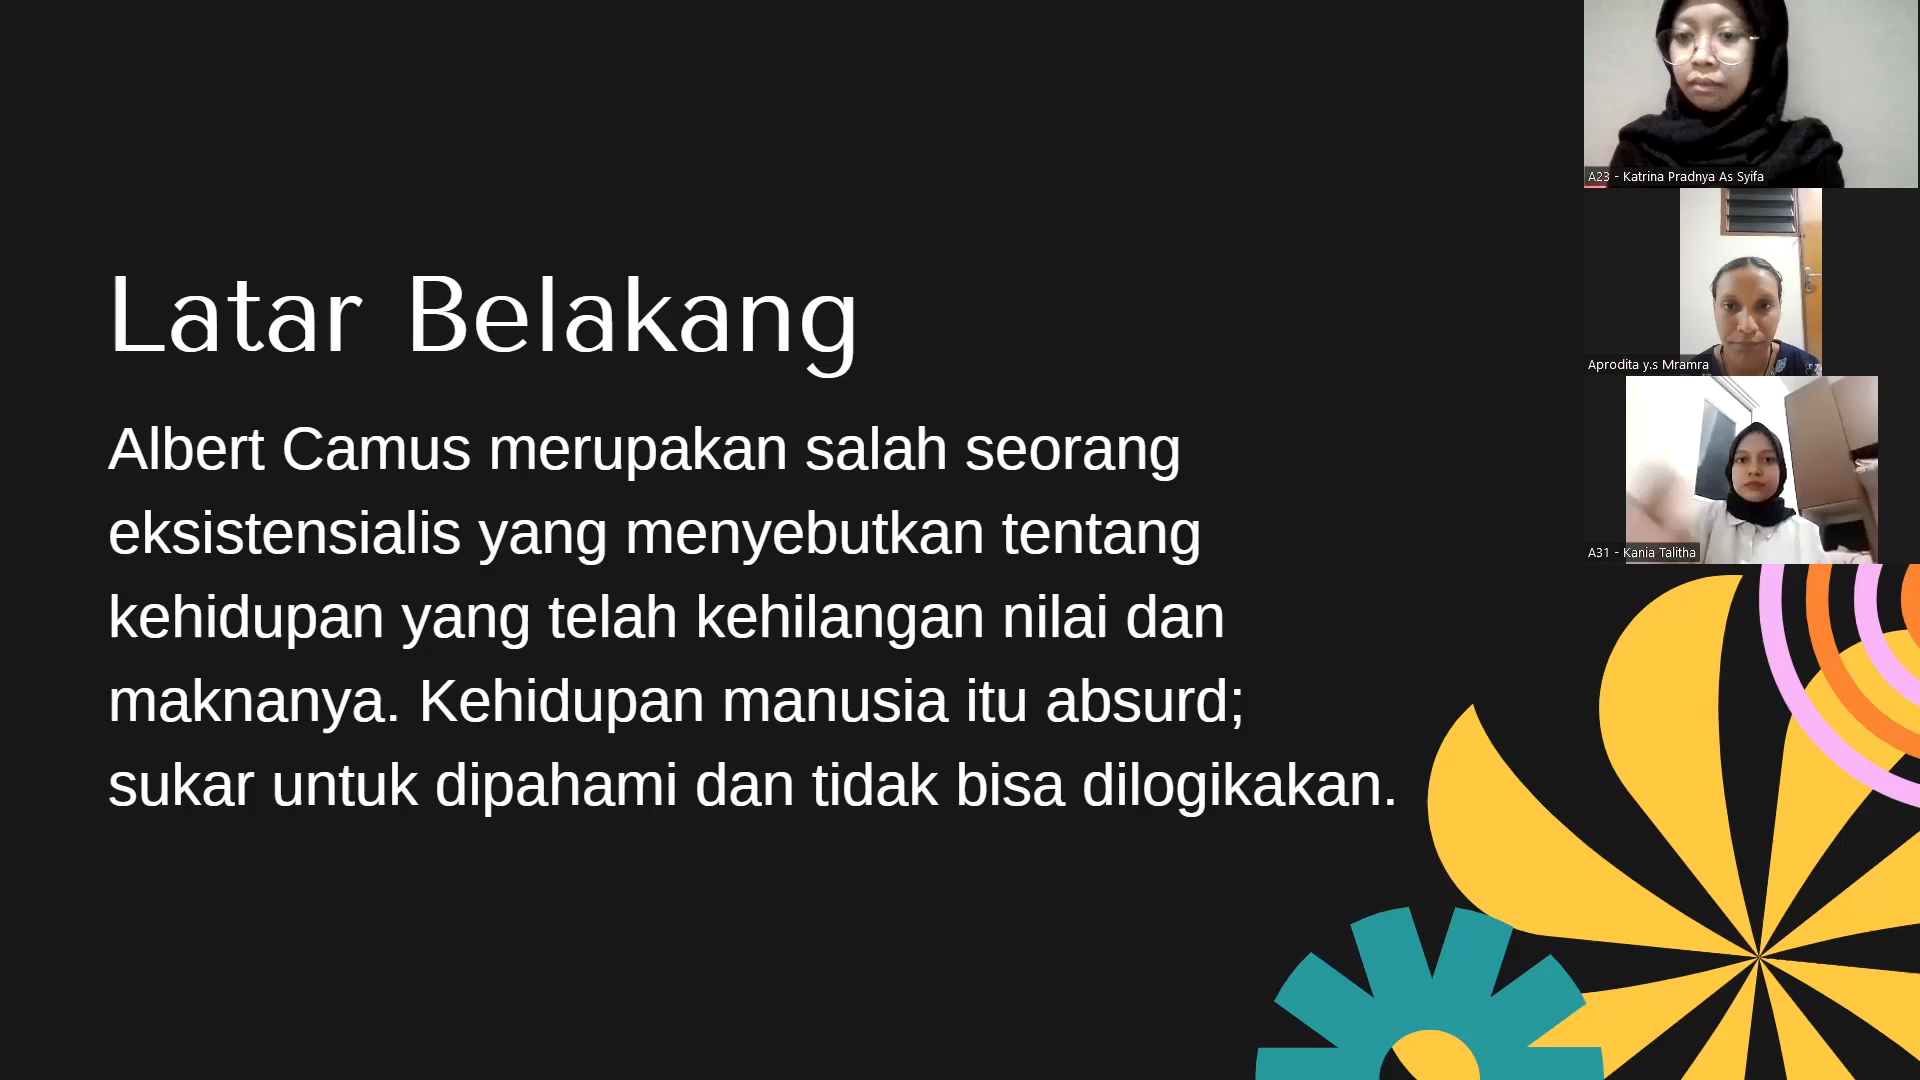 Latar Belakang
Albert Camus merupakan salah seorang
eksistensialis yang menyebutkan tentang
kehidupan yang telah kehilangan nilai dan
maknanya. Kehidupan manusia itu absurd;
sukar untuk dipahami dan tidak bisa dilogikakan.
A23 - Katrina Pradnya As Syifa
Aprodita y.s Mramra
A31 - Kania Talitha